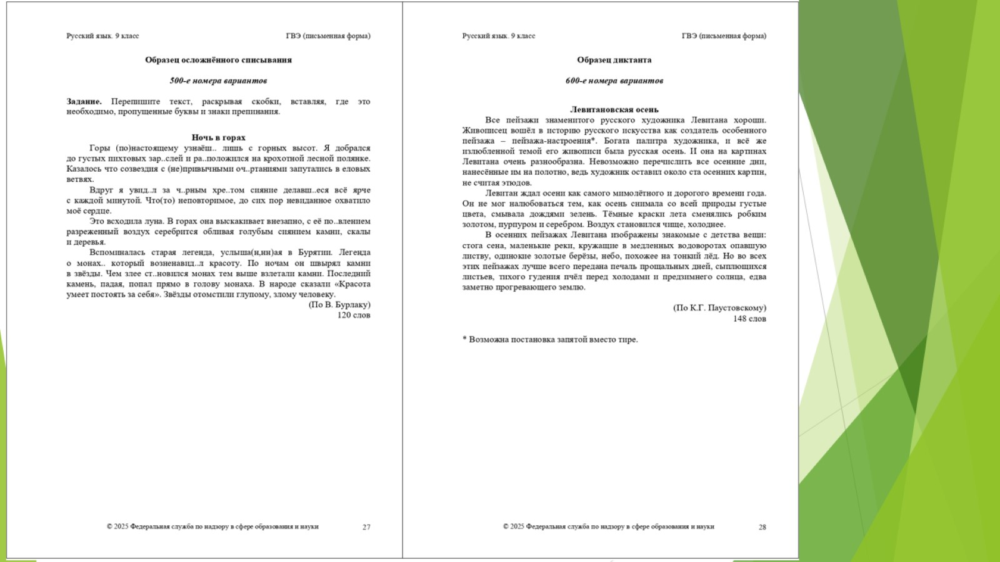 Русский язык. 9 класс ГВЭ (письменная форма)
Образец осложнённого списывания
500-е номера вариантов
Задание. Перепишите текст, раскрывая скобки, вставляя, где это
необходимо, пропущенные буквы и знаки препинания.
Ночь в горах
Горы (по)настоящему узнаёш.. лишь с горных высот. Я добрался
до густых пихтовых зар..слей и ра..положился на крохотной лесной полянке.
Казалось что созвездия с (не)привычными оч..ртаниями запутались в еловых
ветвях.
Вдруг я увид..л за ч..рным хре..том сияние делавш..еся всё ярче
с каждой минутой. Что(то) неповторимое, до сих пор невиданное охватило
моё сердце.
Это всходила луна. В горах она выскакивает внезапно, с её по..влением
разреженный воздух серебрится обливая голубым сиянием камни, скалы
и деревья.
Вспоминалась старая легенда, услыша(н,нн)ая в Бурятии. Легенда
о монах.. который возненавид..л красоту. По ночам он швырял камни
в звёзды. Чем злее ст..новился монах тем выше взлетали камни. Последний
камень, падая, попал прямо в голову монаха. В народе сказали «Красота
умеет постоять за себя». Звёзды отомстили глупому, злому человеку.
(По В. Бурлаку)
120 слов
© 2025 Федеральная служба по надзору в сфере образования и науки 27
Русский язык. 9 класс ГВЭ (письменная форма)
Образец диктанта
600-е номера вариантов
Левитановская осень
Все пейзажи знаменитого русского художника Левитана хороши.
Живописец вошёл в историю русского искусства как создатель особенного
пейзажа – пейзажа-настроения*. Богата палитра художника, и всё же
излюбленной темой его живописи была русская осень. И она на картинах
Левитана очень разнообразна. Невозможно перечислить все осенние дни,
нанесённые им на полотно, ведь художник оставил около ста осенних картин,
не считая этюдов.
Левитан ждал осени как самого мимолётного и дорогого времени года.
Он не мог налюбоваться тем, как осень снимала со всей природы густые
цвета, смывала дождями зелень. Тёмные краски лета сменялись робким
золотом, пурпуром и серебром. Воздух становился чище, холоднее.
В осенних пейзажах Левитана изображены знакомые с детства вещи:
стога сена, маленькие реки, кружащие в медленных водоворотах опавшую
листву, одинокие золотые берёзы, небо, похожее на тонкий лёд. Но во всех
этих пейзажах лучше всего передана печаль прощальных дней, сыплющихся
листьев, тихого гудения пчёл перед холодами и предзимнего солнца, едва
заметно прогревающего землю.
(По К.Г. Паустовскому)
148 слов
* Возможна постановка запятой вместо тире.
© 2025 Федеральная служба по надзору в сфере образования и науки 28